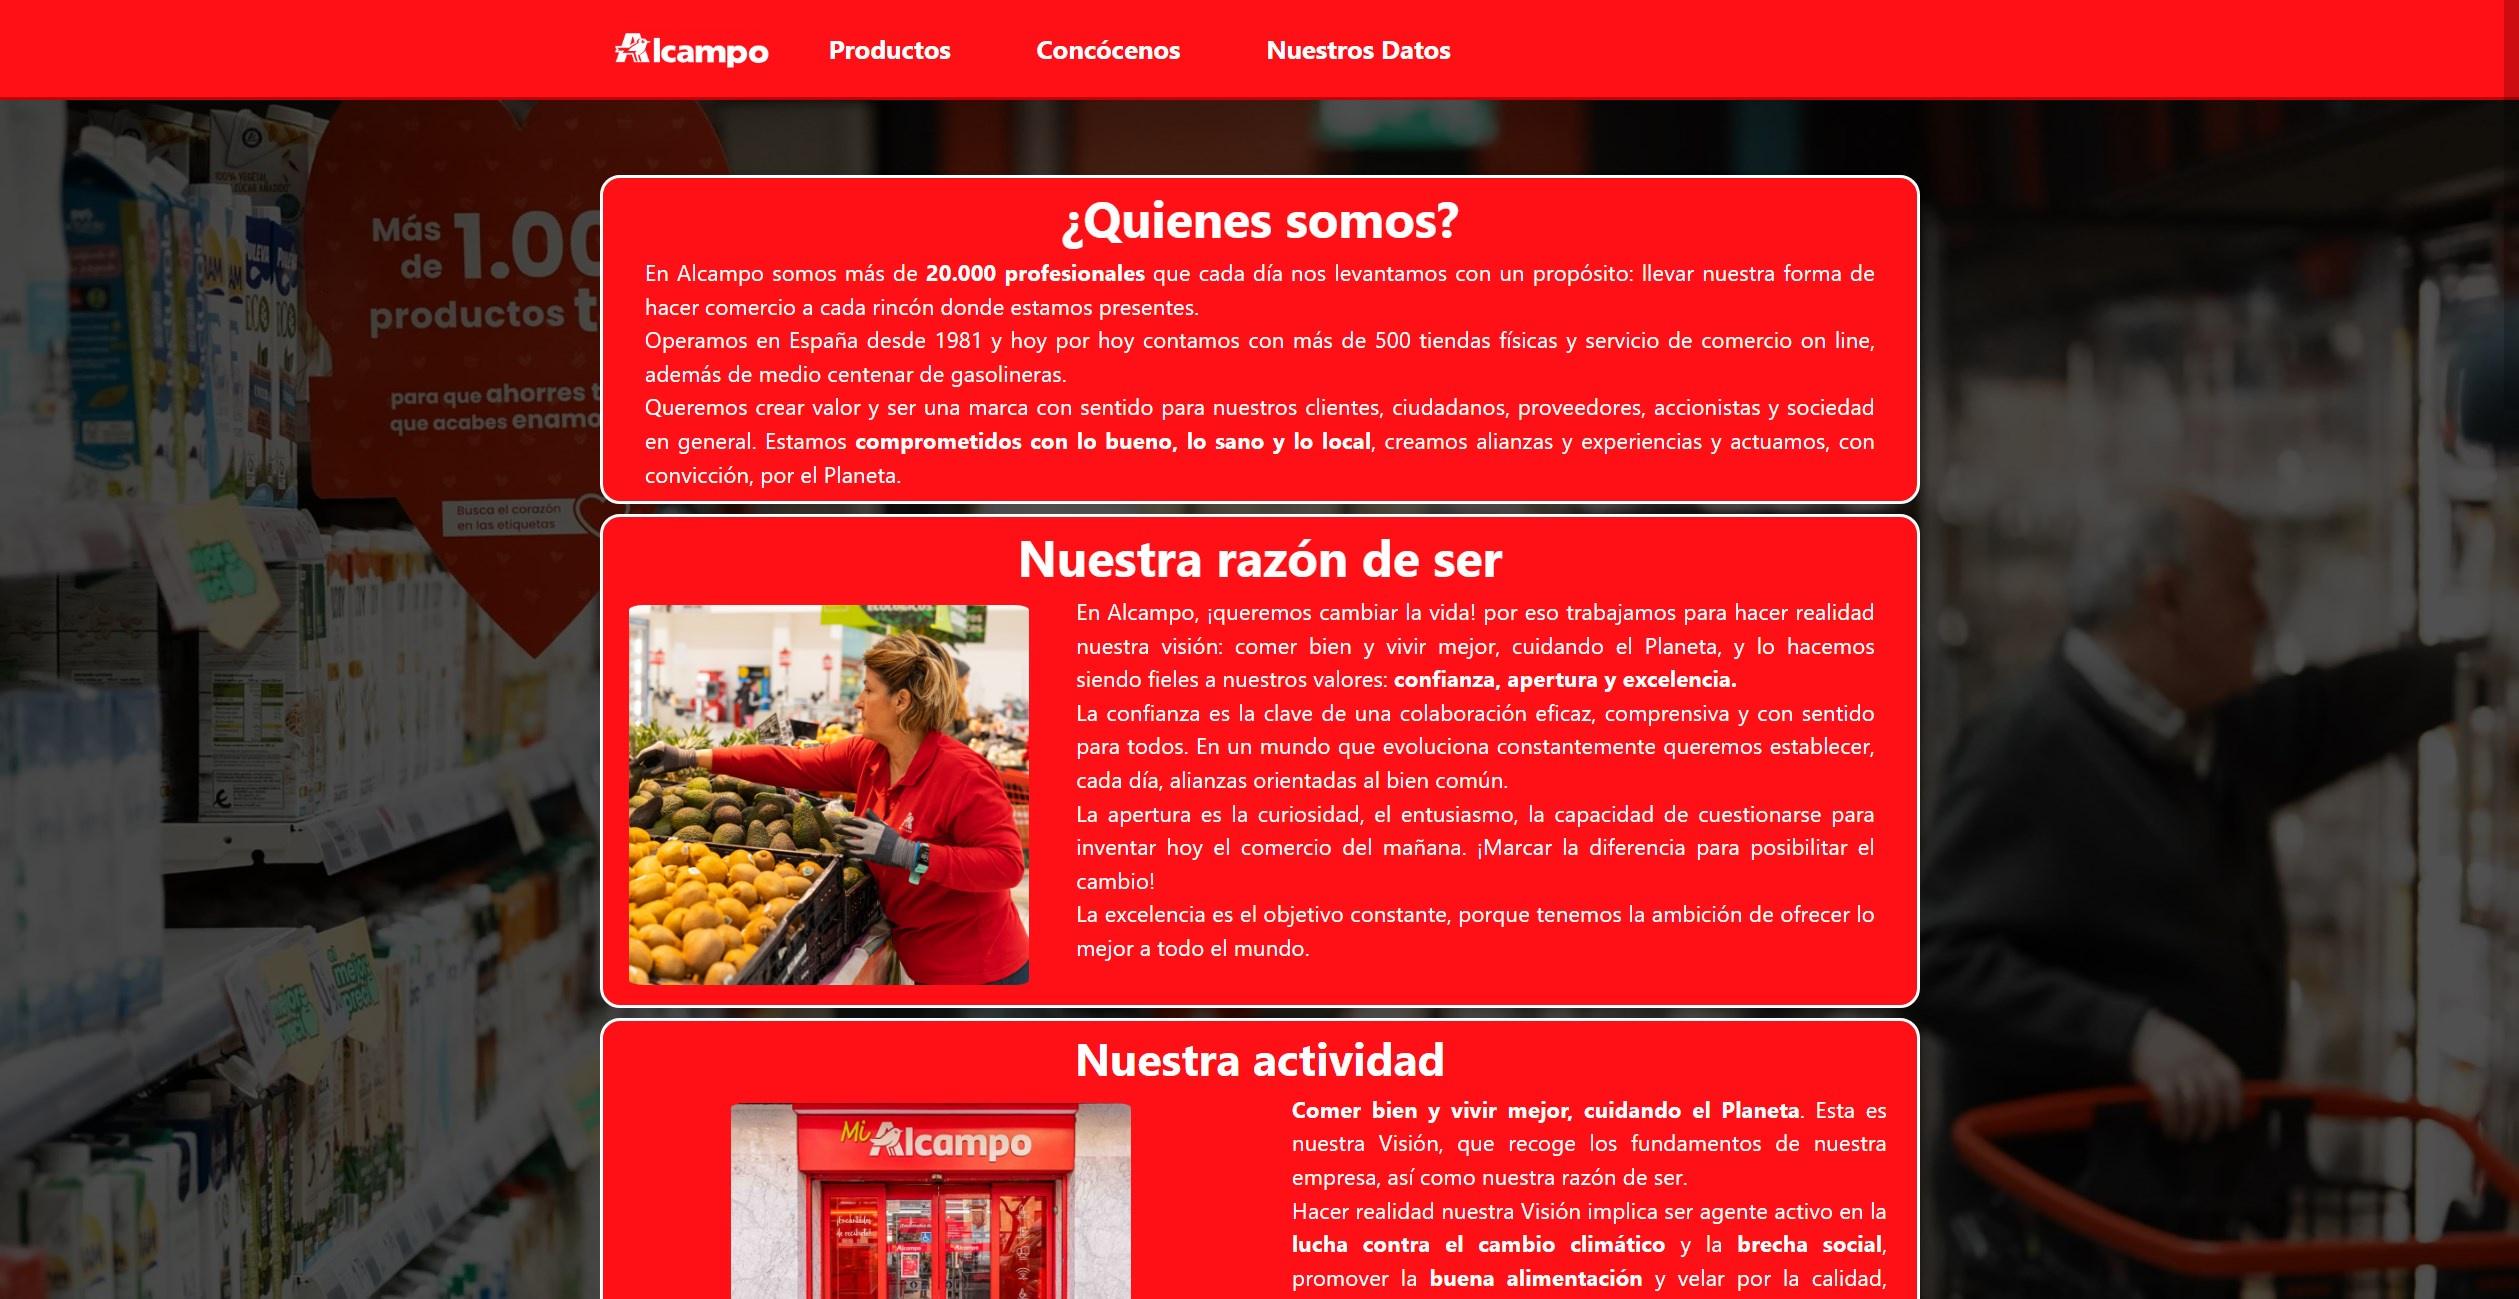 Alcampo
Productos
Concócenos
Nuestros Datos
Más
de 1.00
productos t
para que ahorres t
que acabes enamo
Busca el corazón
en las etiquetas
¿Quienes somos?
En Alcampo somos más de 20.000 profesionales que cada día nos levantamos con un propósito: llevar nuestra forma de
hacer comercio a cada rincón donde estamos presentes.
Operamos en España desde 1981 y hoy por hoy contamos con más de 500 tiendas físicas y servicio de comercio on line,
además de medio centenar de gasolineras.
Queremos crear valor y ser una marca con sentido para nuestros clientes, ciudadanos, proveedores, accionistas y sociedad
en general. Estamos comprometidos con lo bueno, lo sano y lo local, creamos alianzas y experiencias y actuamos, con
convicción, por el Planeta.
Nuestra razón de ser
En Alcampo, ¡queremos cambiar la vida! por eso trabajamos para hacer realidad
nuestra visión: comer bien y vivir mejor, cuidando el Planeta, y lo hacemos
siendo fieles a nuestros valores: confianza, apertura y excelencia.
La confianza es la clave de una colaboración eficaz, comprensiva y con sentido
para todos. En un mundo que evoluciona constantemente queremos establecer,
cada día, alianzas orientadas al bien común.
La apertura es la curiosidad, el entusiasmo, la capacidad de cuestionarse para
inventar hoy el comercio del mañana. ¡Marcar la diferencia para posibilitar el
cambio!
La excelencia es el objetivo constante, porque tenemos la ambición de ofrecer lo
mejor a todo el mundo.
Nuestra actividad
Mi Alcampo
Comer bien y vivir mejor, cuidando el Planeta. Esta es
nuestra Visión, que recoge los fundamentos de nuestra
empresa, así como nuestra razón de ser.
Hacer realidad nuestra Visión implica ser agente activo en la
lucha contra el cambio climático y la brecha social,
promover la buena alimentación y velar por la calidad,